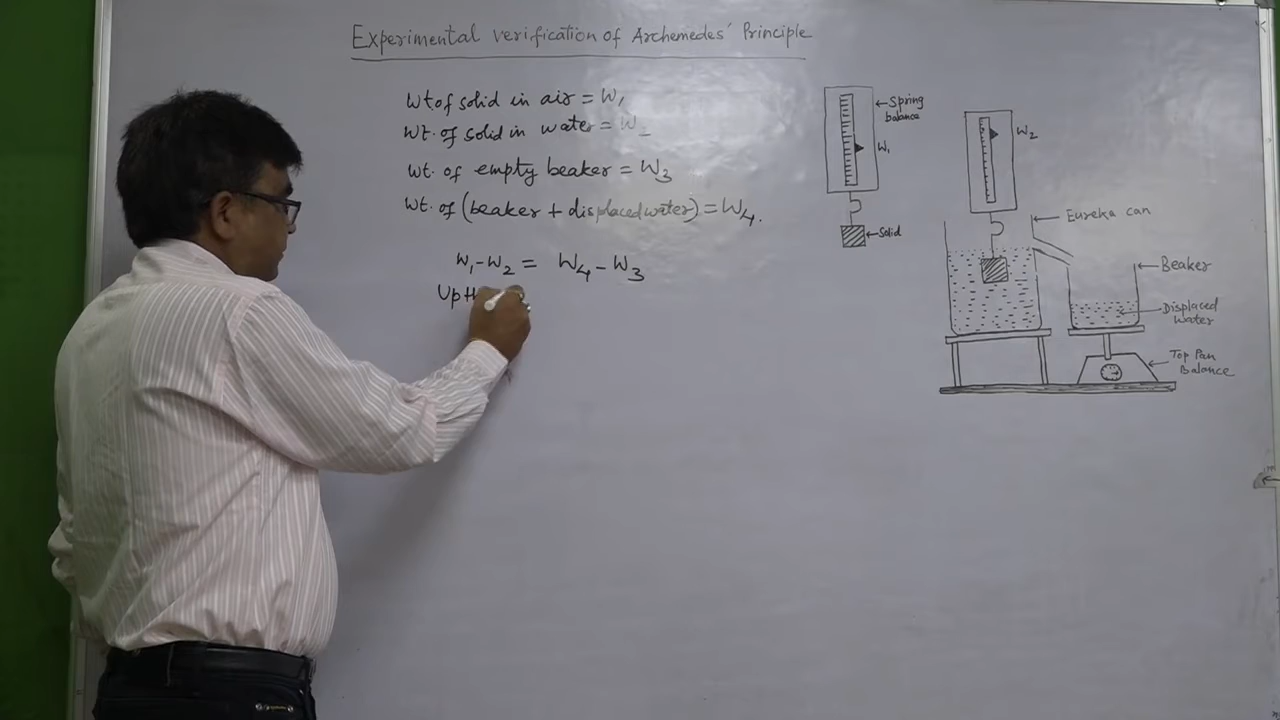 Experimental verification of Archemedes' Principle
Wt of solid in air = W₁
Wt. of solid in water = W₂
Wt. of empty beaker = W₃
Wt. of (beaker + displaced water) = W₄.
W₁-W₂ = W₄-W₃
Spring
balance
W₁
Solid
W₂
Eureka can
Beaker
Displaced
Water
Top Pan
Balance